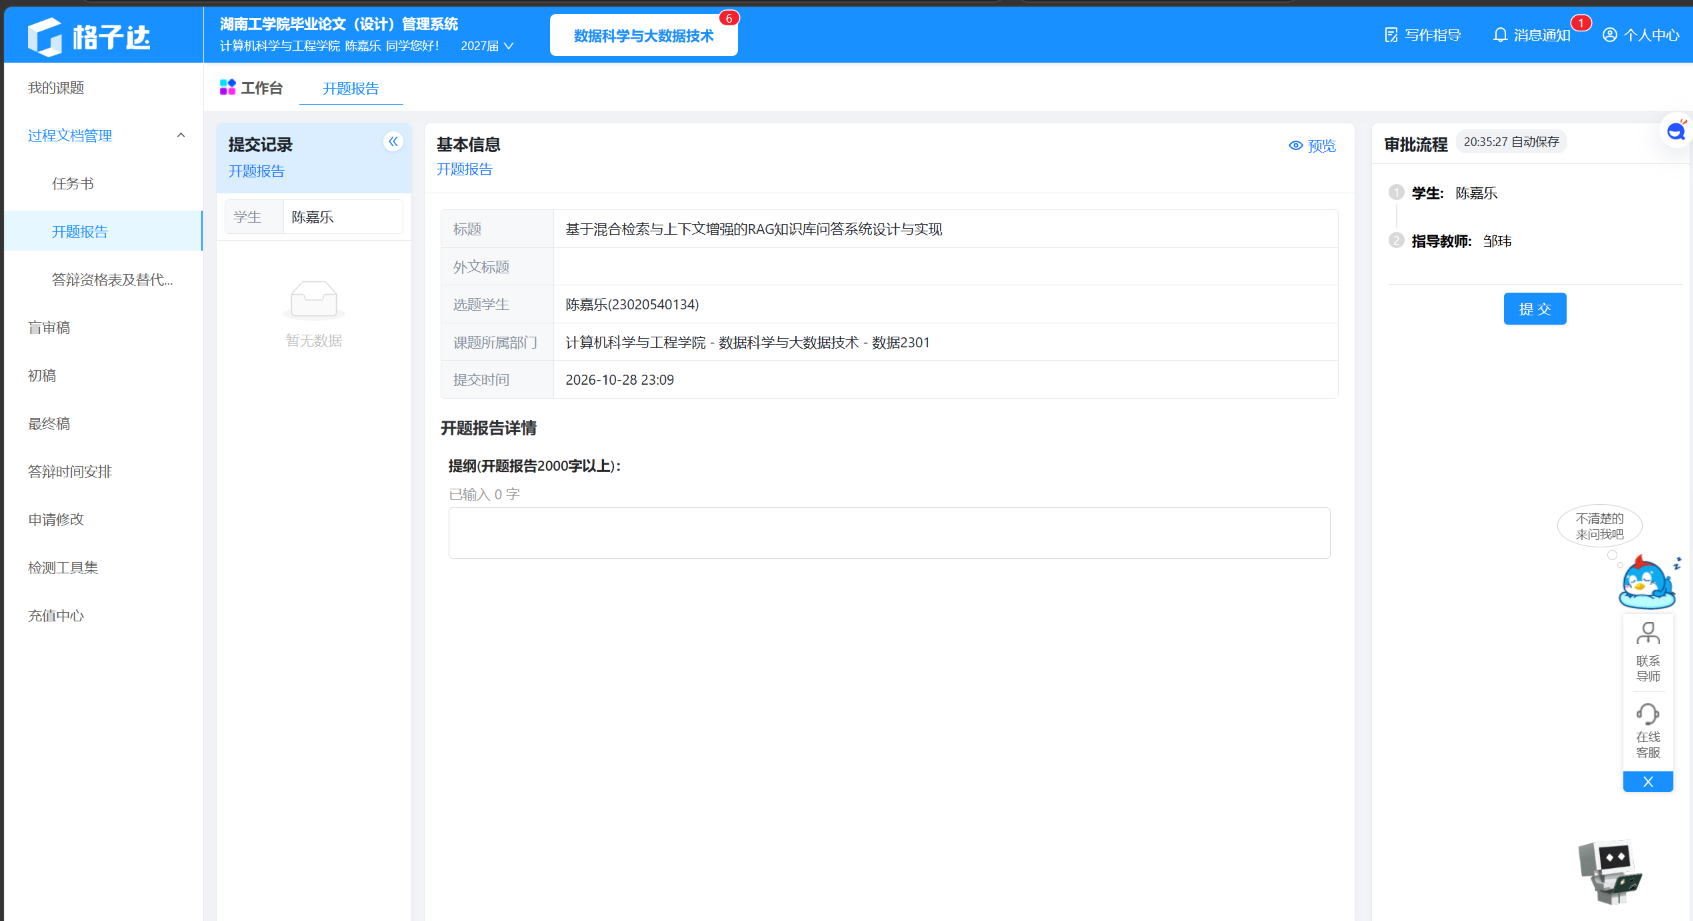 格子达
湖南工学院毕业论文（设计）管理系统
计算机科学与工程学院 陈嘉乐 同学您好！ 2027届
数据科学与大数据技术
6
写作指导
消息通知
1
个人中心
我的课题
过程文档管理
任务书
开题报告
答辩资格表及替代...
盲审稿
初稿
最终稿
答辩时间安排
申请修改
检测工具集
充值中心
工作台
开题报告
提交记录
开题报告
学生 陈嘉乐
暂无数据
基本信息
开题报告
预览
标题 基于混合检索与上下文增强的RAG知识库问答系统设计与实现
外文标题
选题学生 陈嘉乐(23020540134)
课题所属部门 计算机科学与工程学院 - 数据科学与大数据技术 - 数据2301
提交时间 2026-10-28 23:09
开题报告详情
提纲(开题报告2000字以上)：
已输入 0 字
审批流程 20:35:27 自动保存
1 学生: 陈嘉乐
2 指导教师: 邹玮
提 交
不清楚的
来问我吧
联系
导师
在线
客服
X